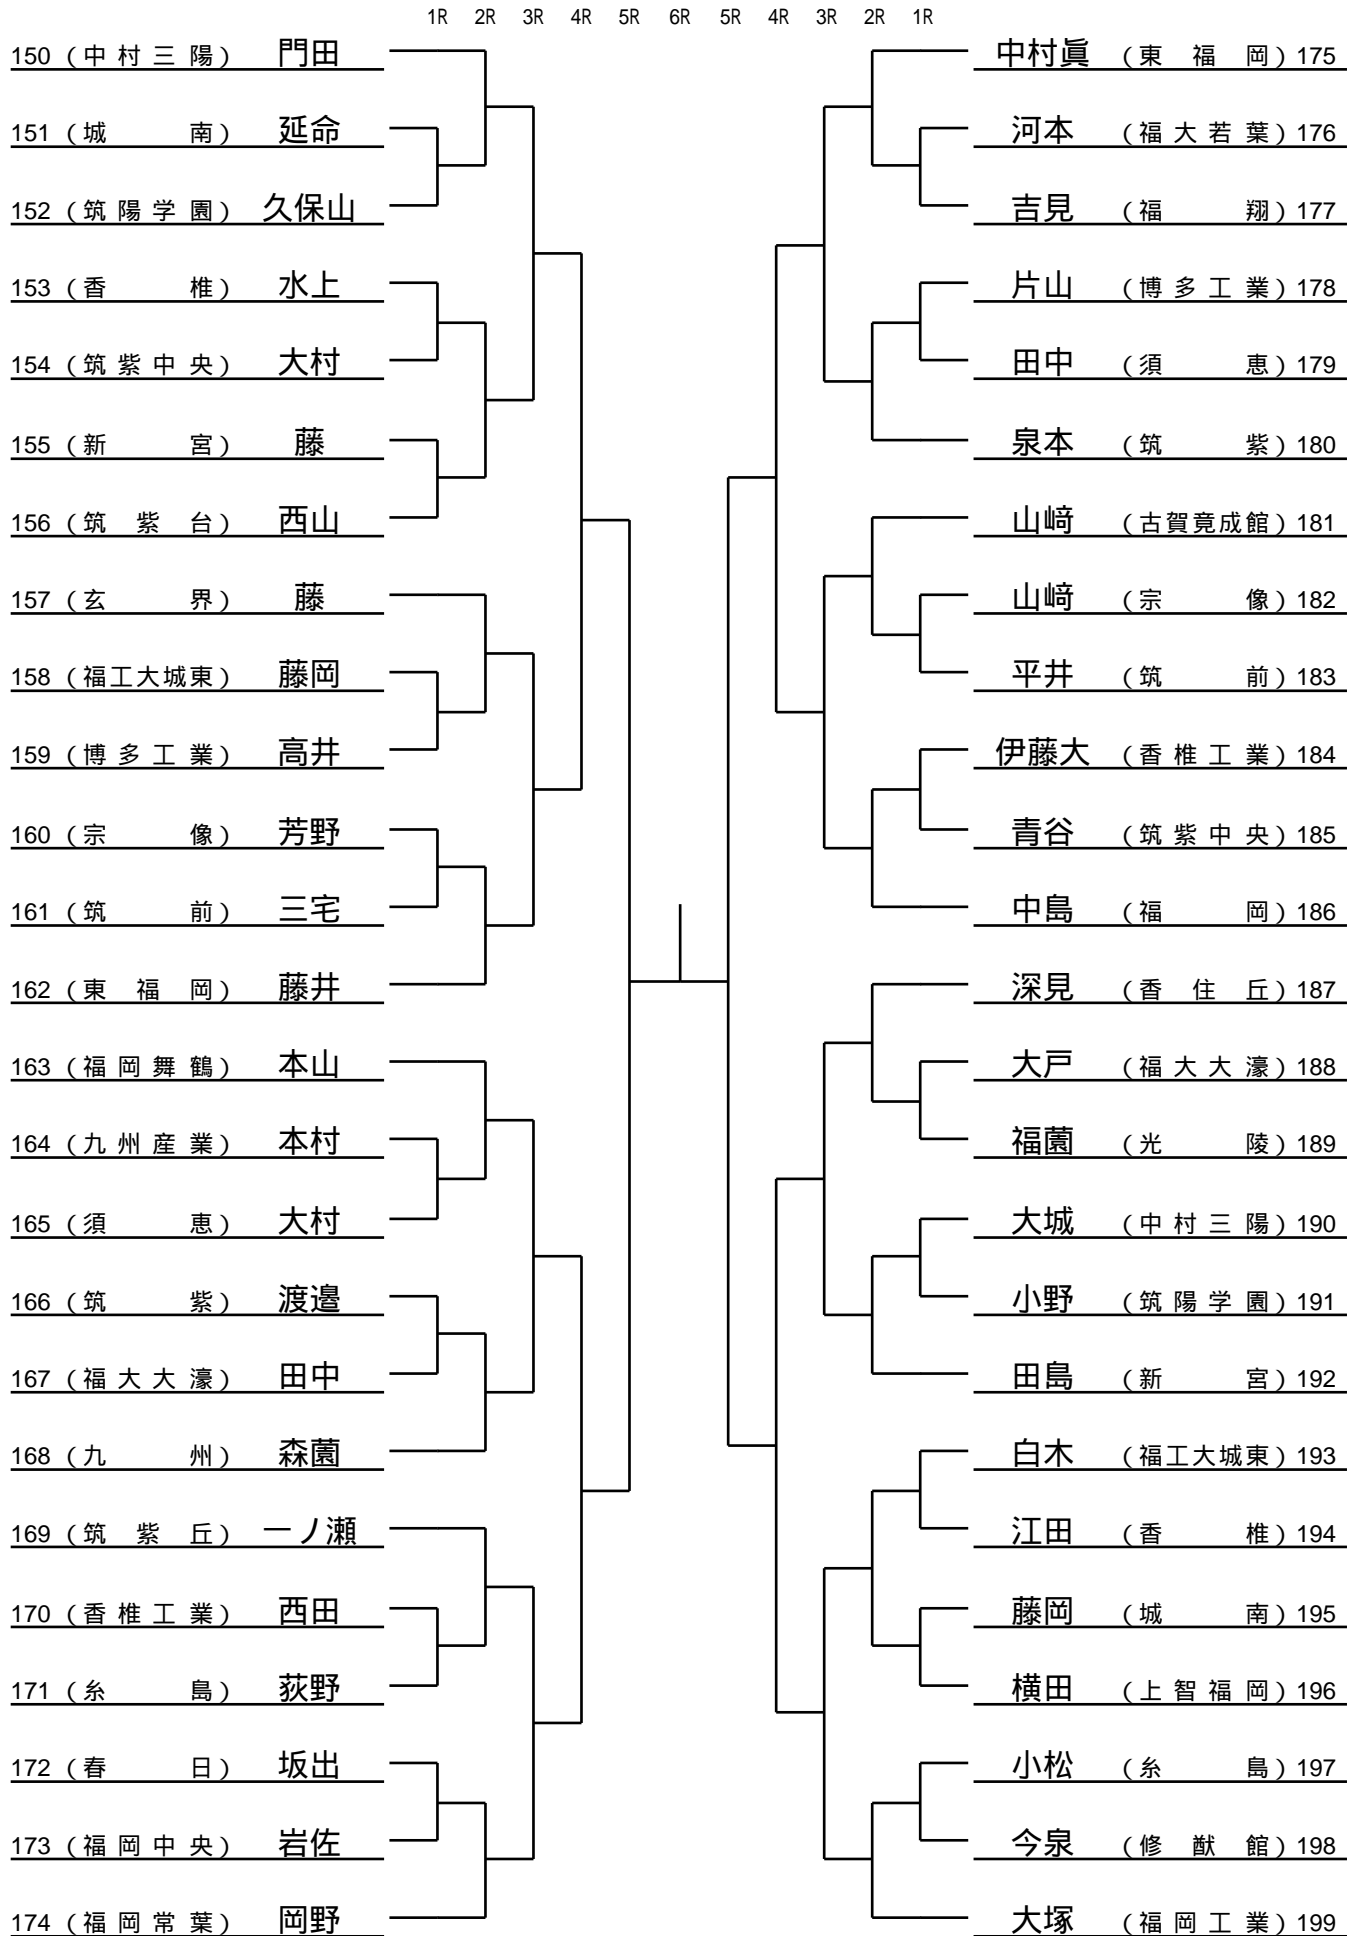 1R 2R 3R 4R 5R 6R 5R 4R 3R 2R 1R
150 (中村三陽) 門田
151 (城南) 延命
152 (筑陽学園) 久保山
153 (香椎) 水上
154 (筑紫中央) 大村
155 (新宮) 藤
156 (筑紫台) 西山
157 (玄界) 藤
158 (福工大城東) 藤岡
159 (博多工業) 高井
160 (宗像) 芳野
161 (筑前) 三宅
162 (東福岡) 藤井
163 (福岡舞鶴) 本山
164 (九州産業) 本村
165 (須恵) 大村
166 (筑紫) 渡邉
167 (福大大濠) 田中
168 (九州) 森薗
169 (筑紫丘) 一ノ瀬
170 (香椎工業) 西田
171 (糸島) 荻野
172 (春日) 坂出
173 (福岡中央) 岩佐
174 (福岡常葉) 岡野
中村眞 (東福岡) 175
河本 (福大若葉) 176
吉見 (福翔) 177
片山 (博多工業) 178
田中 (須恵) 179
泉本 (筑紫) 180
山﨑 (古賀竟成館) 181
山﨑 (宗像) 182
平井 (筑前) 183
伊藤大 (香椎工業) 184
青谷 (筑紫中央) 185
中島 (福岡) 186
深見 (香住丘) 187
大戸 (福大大濠) 188
福薗 (光陵) 189
大城 (中村三陽) 190
小野 (筑陽学園) 191
田島 (新宮) 192
白木 (福工大城東) 193
江田 (香椎) 194
藤岡 (城南) 195
横田 (上智福岡) 196
小松 (糸島) 197
今泉 (修猷館) 198
大塚 (福岡工業) 199